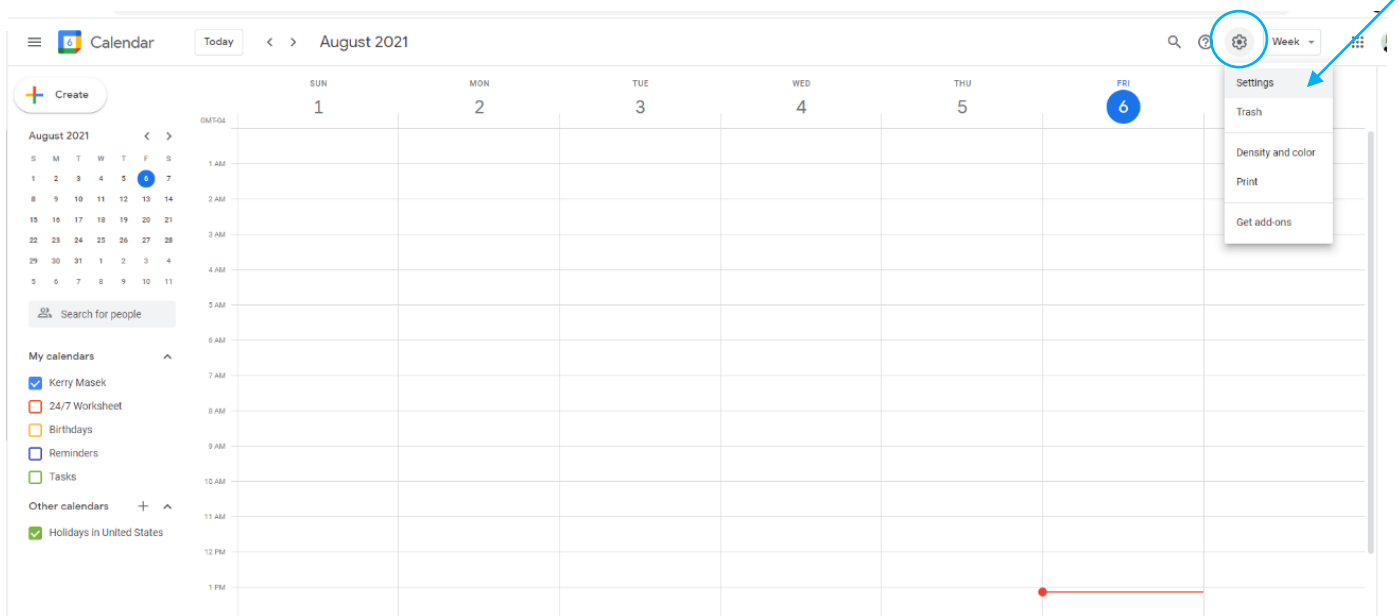 6 Calendar Today < > August 2021 Week
Create
SUN MON TUE WED THU FRI
1 2 3 4 5 6
GMT-04
August 2021 < >
S M T W T F S
1 2 3 4 5 6 7
8 9 10 11 12 13 14
15 16 17 18 19 20 21
22 23 24 25 26 27 28
29 30 31 1 2 3 4
5 6 7 8 9 10 11
Search for people
My calendars
Kerry Masek
24/7 Worksheet
Birthdays
Reminders
Tasks
Other calendars +
Holidays in United States
1 AM
2 AM
3 AM
4 AM
5 AM
6 AM
7 AM
8 AM
9 AM
10 AM
11 AM
12 PM
1 PM
Settings
Trash
Density and color
Print
Get add-ons